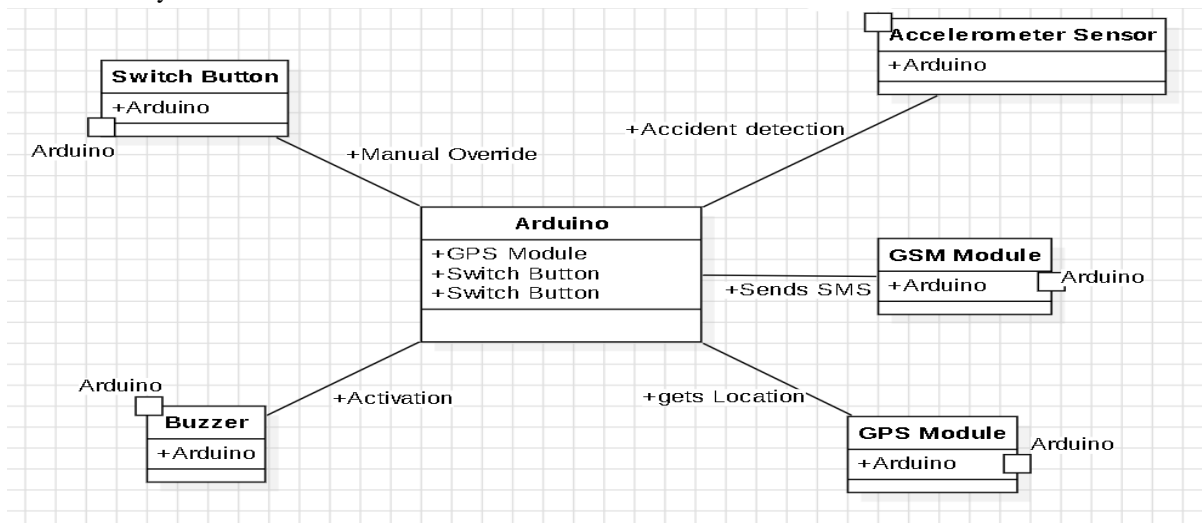 Accelerometer Sensor
+Arduino
Switch Button
+Arduino
Arduino
+Accident detection
+Manual Override
Arduino
+GPS Module
+Switch Button
+Switch Button
GSM Module
+Arduino
Arduino
+Sends SMS
Arduino
Buzzer
+Arduino
+Activation
+gets Location
GPS Module
+Arduino
Arduino